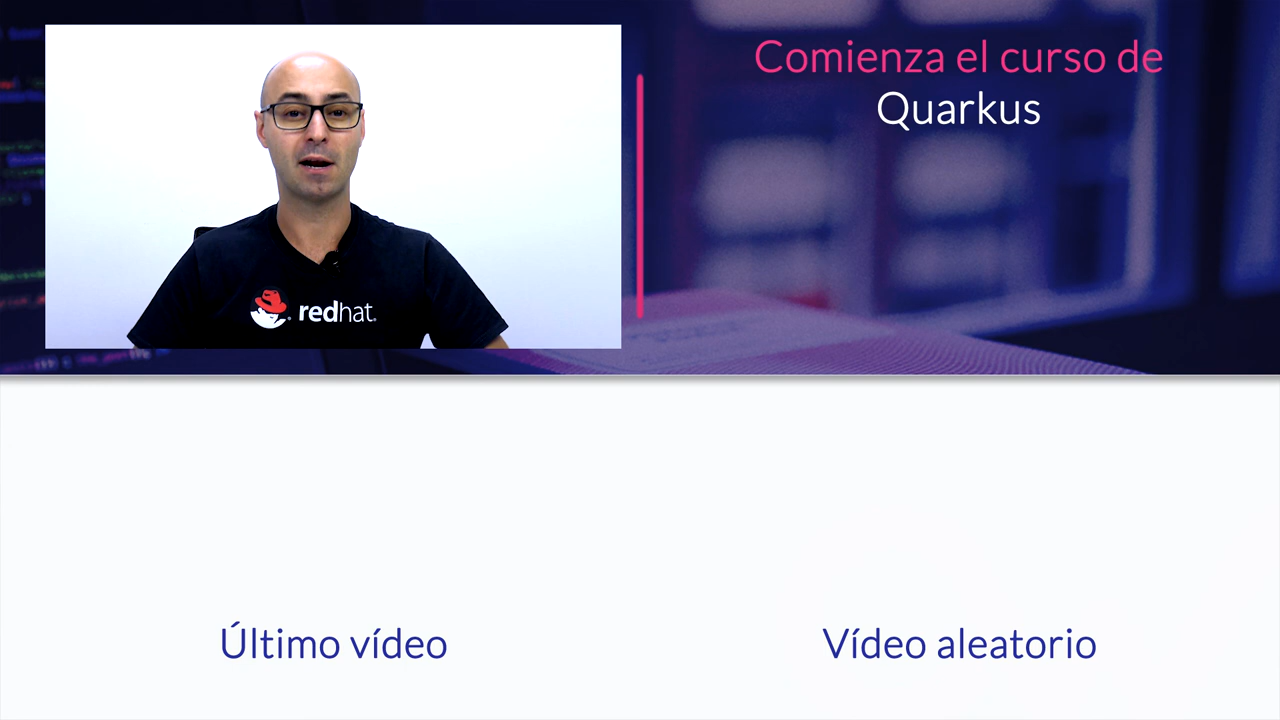 Comienza el curso de
Quarkus
redhat.
Último vídeo
Vídeo aleatorio